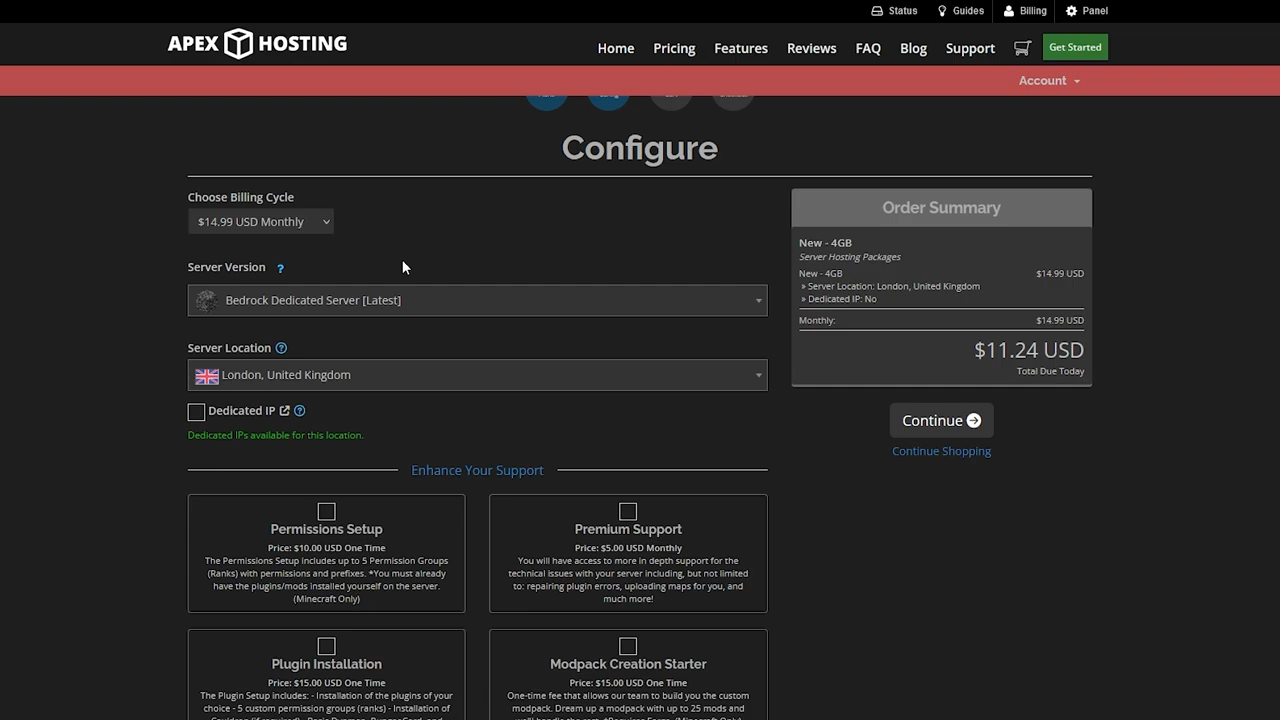 Status Guides Billing Panel
APEX HOSTING
Home Pricing Features Reviews FAQ Blog Support Get Started
Account
Configure
Choose Billing Cycle
$14.99 USD Monthly
Server Version ?
Bedrock Dedicated Server [Latest]
Server Location ?
London, United Kingdom
Dedicated IP ?
Dedicated IPs available for this location.
Enhance Your Support
Permissions Setup
Price: $10.00 USD One Time
The Permissions Setup includes up to 5 Permission Groups
(Ranks) with permissions and prefixes. *You must already
have the plugins/mods installed yourself on the server.
(Minecraft Only)
Premium Support
Price: $5.00 USD Monthly
You will have access to more in depth support for the
technical issues with your server including, but not limited
to: repairing plugin errors, uploading maps for you, and
much more!
Plugin Installation
Price: $15.00 USD One Time
The Plugin Setup includes: - Installation of the plugins of your
choice - 5 custom permission groups (ranks) - Installation of
Modpack Creation Starter
Price: $15.00 USD One Time
One-time fee that allows our team to build you the custom
modpack. Dream up a modpack with up to 25 mods and
Order Summary
New - 4GB
Server Hosting Packages
New - 4GB $14.99 USD
» Server Location: London, United Kingdom
» Dedicated IP: No
Monthly: $14.99 USD
$11.24 USD
Total Due Today
Continue
Continue Shopping